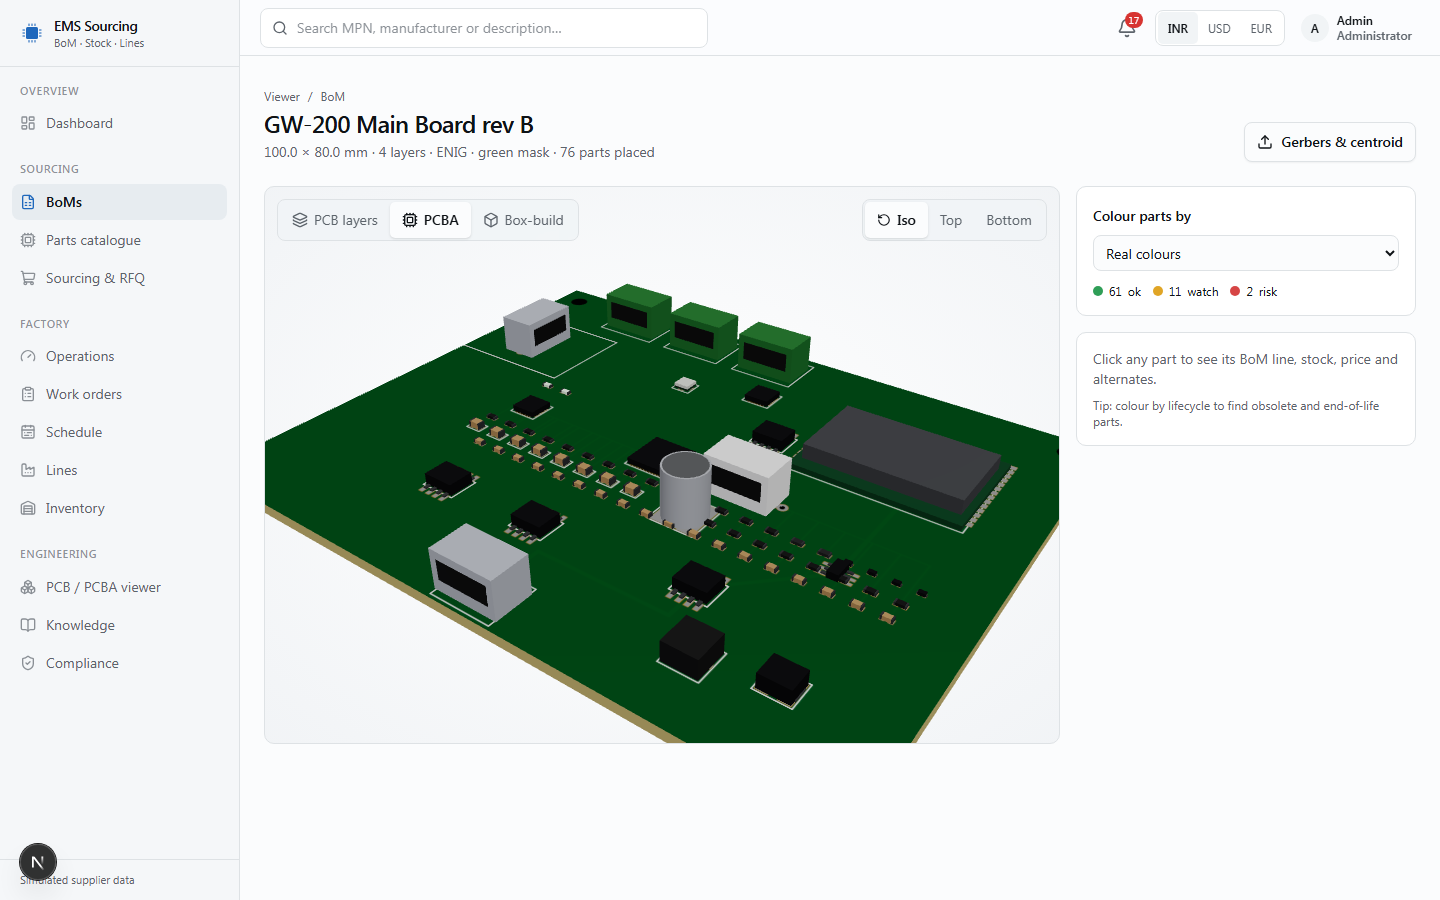 EMS Sourcing
BoM · Stock · Lines
OVERVIEW
Dashboard
SOURCING
BoMs
Parts catalogue
Sourcing & RFQ
FACTORY
Operations
Work orders
Schedule
Lines
Inventory
ENGINEERING
PCB / PCBA viewer
Knowledge
Compliance
N
Simulated supplier data
Search MPN, manufacturer or description...
17
INR USD EUR
A
Admin
Administrator
Viewer / BoM
GW-200 Main Board rev B
100.0 × 80.0 mm · 4 layers · ENIG · green mask · 76 parts placed
Gerbers & centroid
PCB layers PCBA Box-build
Iso Top Bottom
Colour parts by
Real colours
61 ok 11 watch 2 risk
Click any part to see its BoM line, stock, price and
alternates.
Tip: colour by lifecycle to find obsolete and end-of-life
parts.